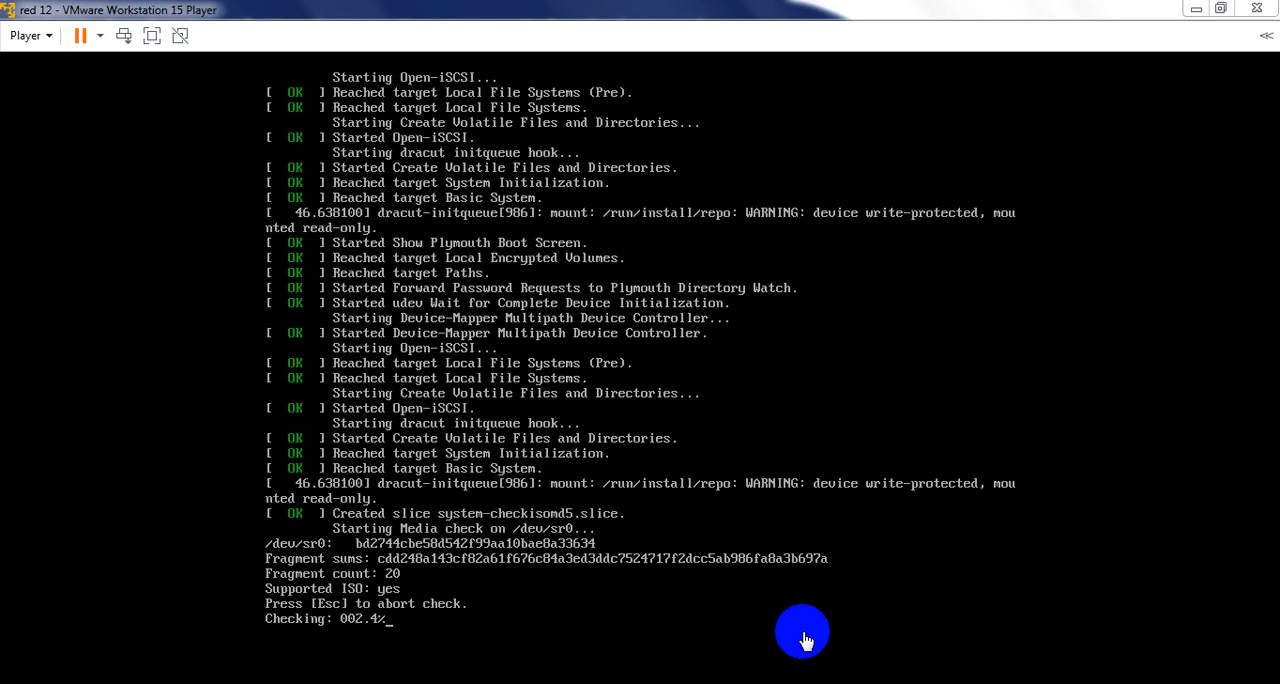 red 12 - VMware Workstation 15 Player
Player
Starting Open-iSCSI...
[  OK  ] Reached target Local File Systems (Pre).
[  OK  ] Reached target Local File Systems.
Starting Create Volatile Files and Directories...
[  OK  ] Started Open-iSCSI.
Starting dracut initqueue hook...
[  OK  ] Started Create Volatile Files and Directories.
[  OK  ] Reached target System Initialization.
[  OK  ] Reached target Basic System.
[   46.638100] dracut-initqueue[986]: mount: /run/install/repo: WARNING: device write-protected, mou
nted read-only.
[  OK  ] Started Show Plymouth Boot Screen.
[  OK  ] Reached target Local Encrypted Volumes.
[  OK  ] Reached target Paths.
[  OK  ] Started Forward Password Requests to Plymouth Directory Watch.
[  OK  ] Started udev Wait for Complete Device Initialization.
Starting Device-Mapper Multipath Device Controller...
[  OK  ] Started Device-Mapper Multipath Device Controller.
Starting Open-iSCSI...
[  OK  ] Reached target Local File Systems (Pre).
[  OK  ] Reached target Local File Systems.
Starting Create Volatile Files and Directories...
[  OK  ] Started Open-iSCSI.
Starting dracut initqueue hook...
[  OK  ] Started Create Volatile Files and Directories.
[  OK  ] Reached target System Initialization.
[  OK  ] Reached target Basic System.
[   46.638100] dracut-initqueue[986]: mount: /run/install/repo: WARNING: device write-protected, mou
nted read-only.
[  OK  ] Created slice system-checkisomd5.slice.
Starting Media check on /dev/sr0...
/dev/sr0:   bd2744cbe58d542f99aa10bae8a33634
Fragment sums: cdd248a143cf82a61f676c84a3ed3ddc7524717f2dcc5ab986fa8a3b697a
Fragment count: 20
Supported ISO: yes
Press [Esc] to abort check.
Checking: 002.4%_